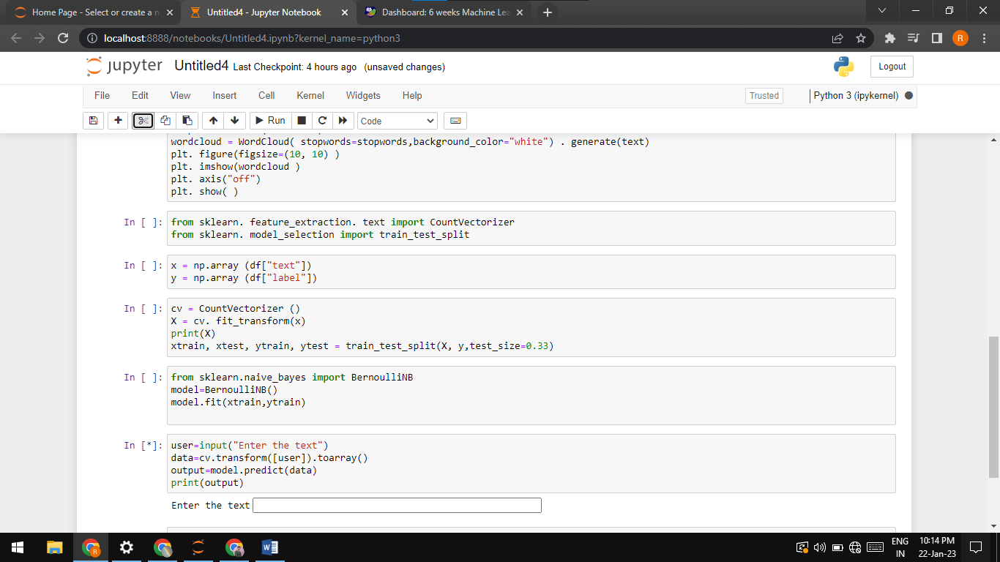 Home Page - Select or create a n
Untitled4 - Jupyter Notebook
Dashboard: 6 weeks Machine Lea
localhost:8888/notebooks/Untitled4.ipynb?kernel_name=python3
R
jupyter Untitled4 Last Checkpoint: 4 hours ago (unsaved changes)
Logout
File Edit View Insert Cell Kernel Widgets Help
Trusted Python 3 (ipykernel)
Run Code
wordcloud = WordCloud( stopwords=stopwords,background_color="white") . generate(text)
plt. figure(figsize=(10, 10) )
plt. imshow(wordcloud )
plt. axis("off")
plt. show( )
In [ ]: from sklearn. feature_extraction. text import CountVectorizer
from sklearn. model_selection import train_test_split
In [ ]: x = np.array (df["text"])
y = np.array (df["label"])
In [ ]: cv = CountVectorizer ()
X = cv. fit_transform(x)
print(X)
xtrain, xtest, ytrain, ytest = train_test_split(X, y,test_size=0.33)
In [ ]: from sklearn.naive_bayes import BernoulliNB
model=BernoulliNB()
model.fit(xtrain,ytrain)
In [*]: user=input("Enter the text")
data=cv.transform([user]).toarray()
output=model.predict(data)
print(output)
Enter the text
R
W
ENG
IN
10:14 PM
22-Jan-23